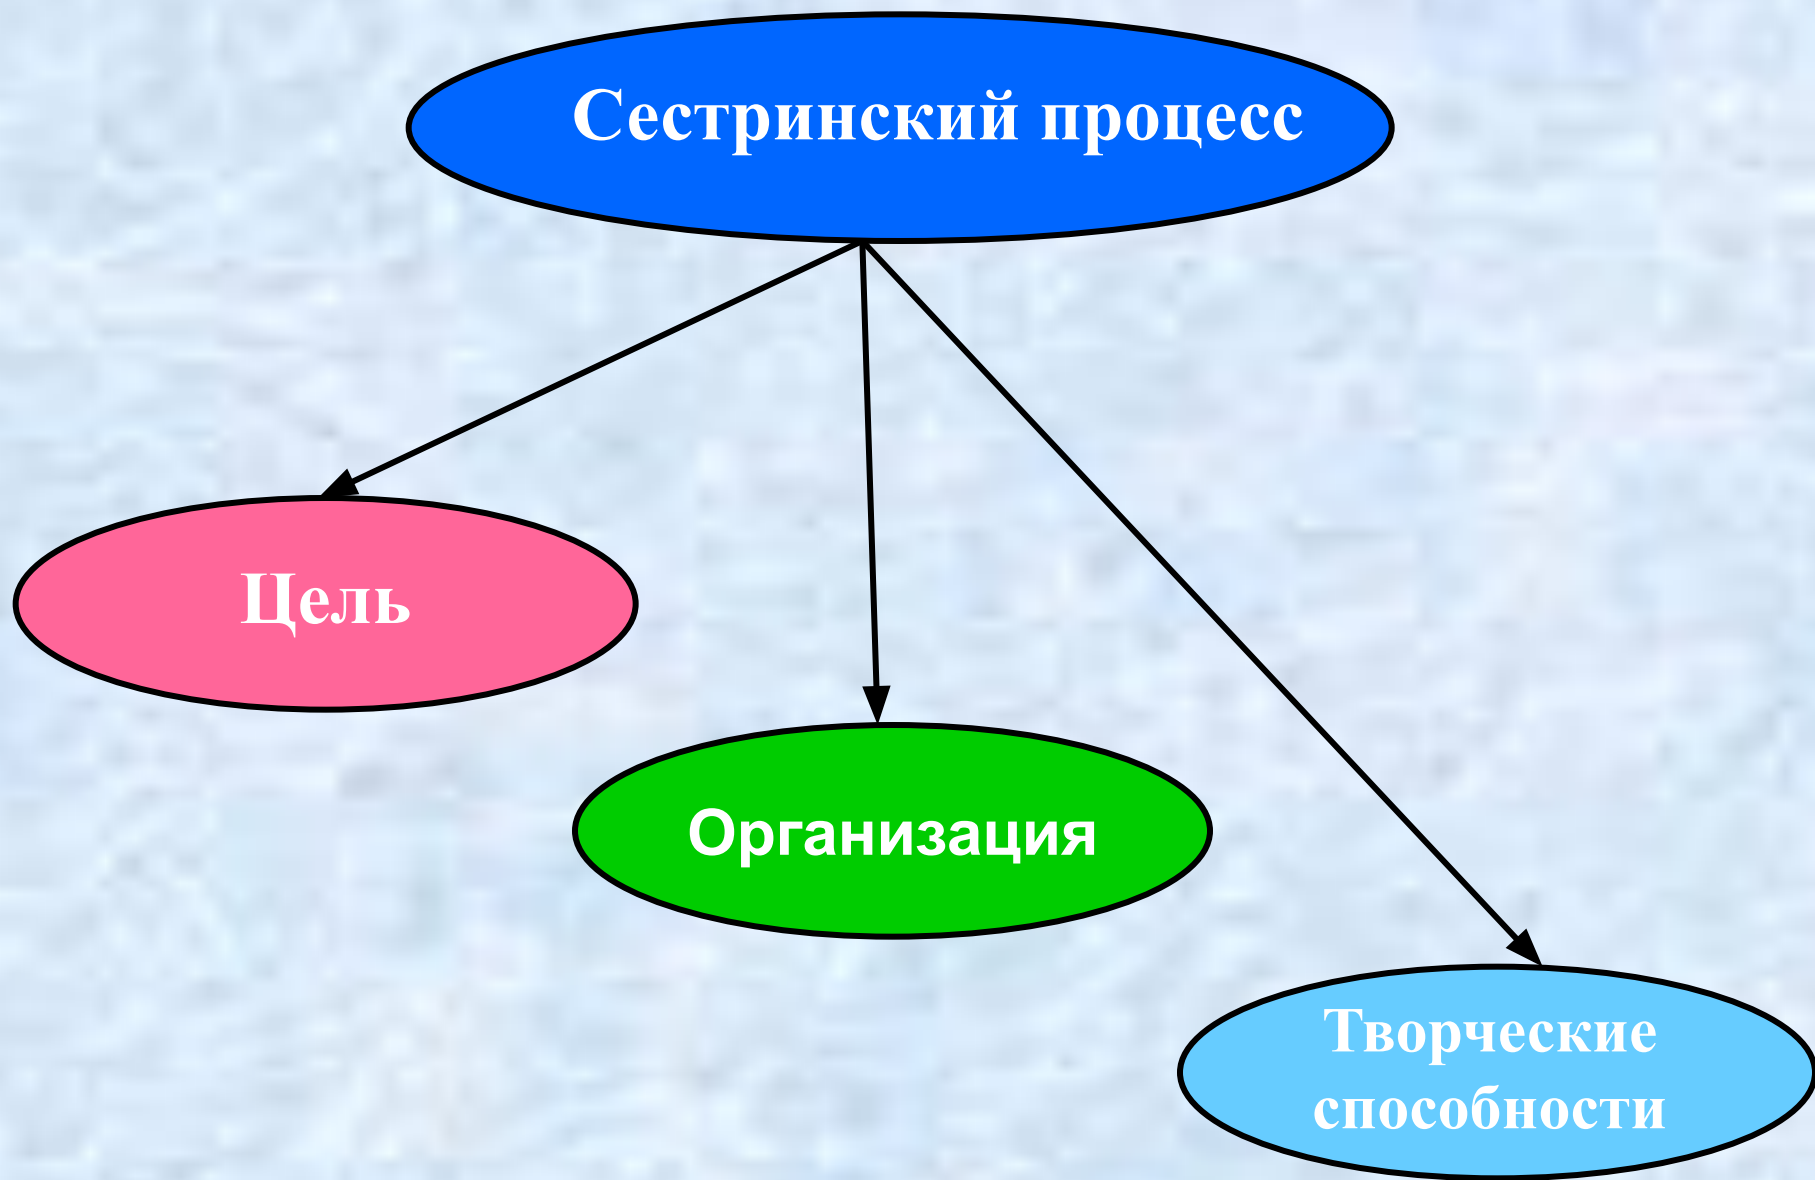 Сестринский процесс
Цель
Организация
Творческие
способности